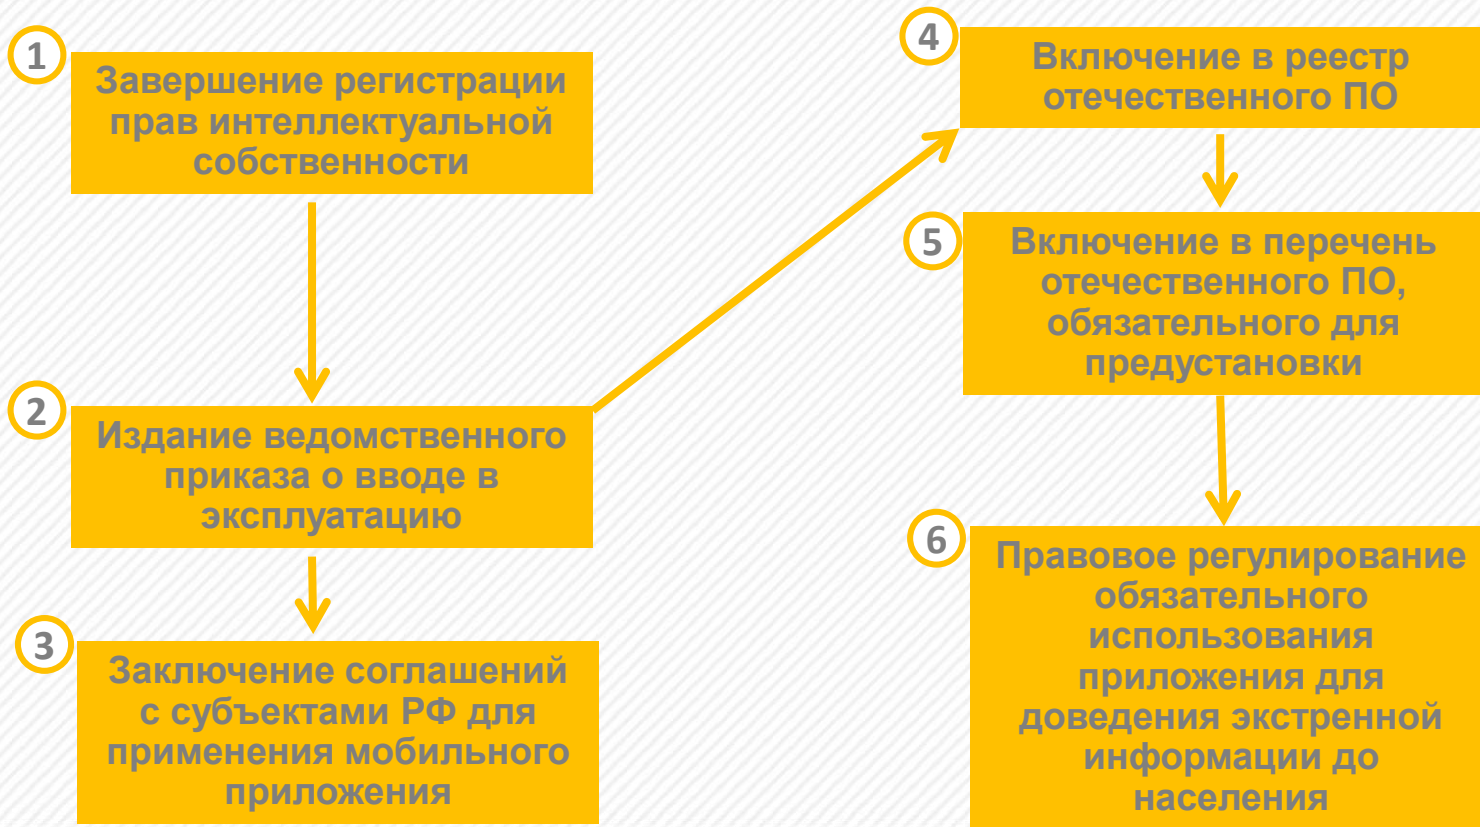 1
Завершение регистрации
прав интеллектуальной
собственности
2
Издание ведомственного
приказа о вводе в
эксплуатацию
3
Заключение соглашений
с субъектами РФ для
применения мобильного
приложения
4
Включение в реестр
отечественного ПО
5
Включение в перечень
отечественного ПО,
обязательного для
предустановки
6
Правовое регулирование
обязательного
использования
приложения для
доведения экстренной
информации до
населения